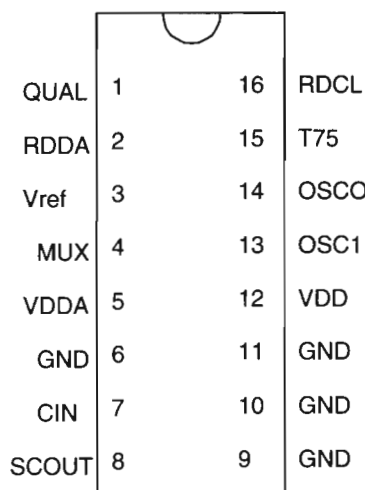 QUAL 1 16 RDCL
RDDA 2 15 T75
Vref 3 14 OSCO
MUX 4 13 OSC1
VDDA 5 12 VDD
GND 6 11 GND
CIN 7 10 GND
SCOUT 8 9 GND